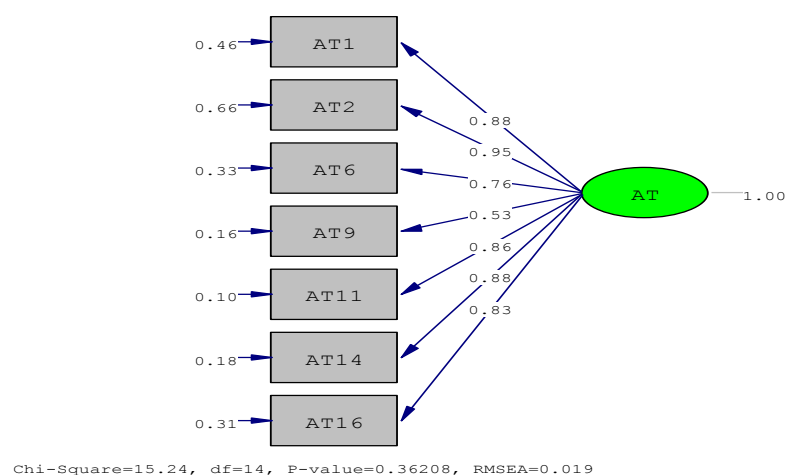 0.46 AT1
0.66 AT2
0.88
0.95
0.33 AT6
0.76
AT 1.00
0.53
0.16 AT9
0.86
0.88
0.10 AT11
0.83
0.18 AT14
0.31 AT16
Chi-Square=15.24, df=14, P-value=0.36208, RMSEA=0.019